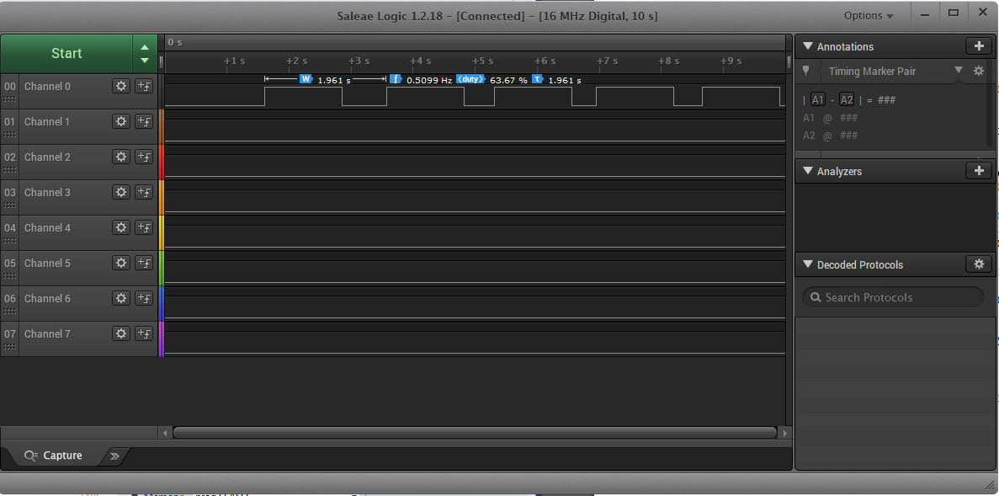 Saleae Logic 1.2.18 - [Connected] - [16 MHz Digital, 10 s]
Options
Start
0 s
+1 s +2 s +3 s +4 s +5 s +6 s +7 s +8 s +9 s
W 1.961 s f 0.5099 Hz duty 63.67 % T 1.961 s
00 Channel 0
01 Channel 1
02 Channel 2
03 Channel 3
04 Channel 4
05 Channel 5
06 Channel 6
07 Channel 7
Capture
Annotations
Timing Marker Pair
| A1 - A2 | = ###
A1 @ ###
A2 @ ###
Analyzers
Decoded Protocols
Search Protocols